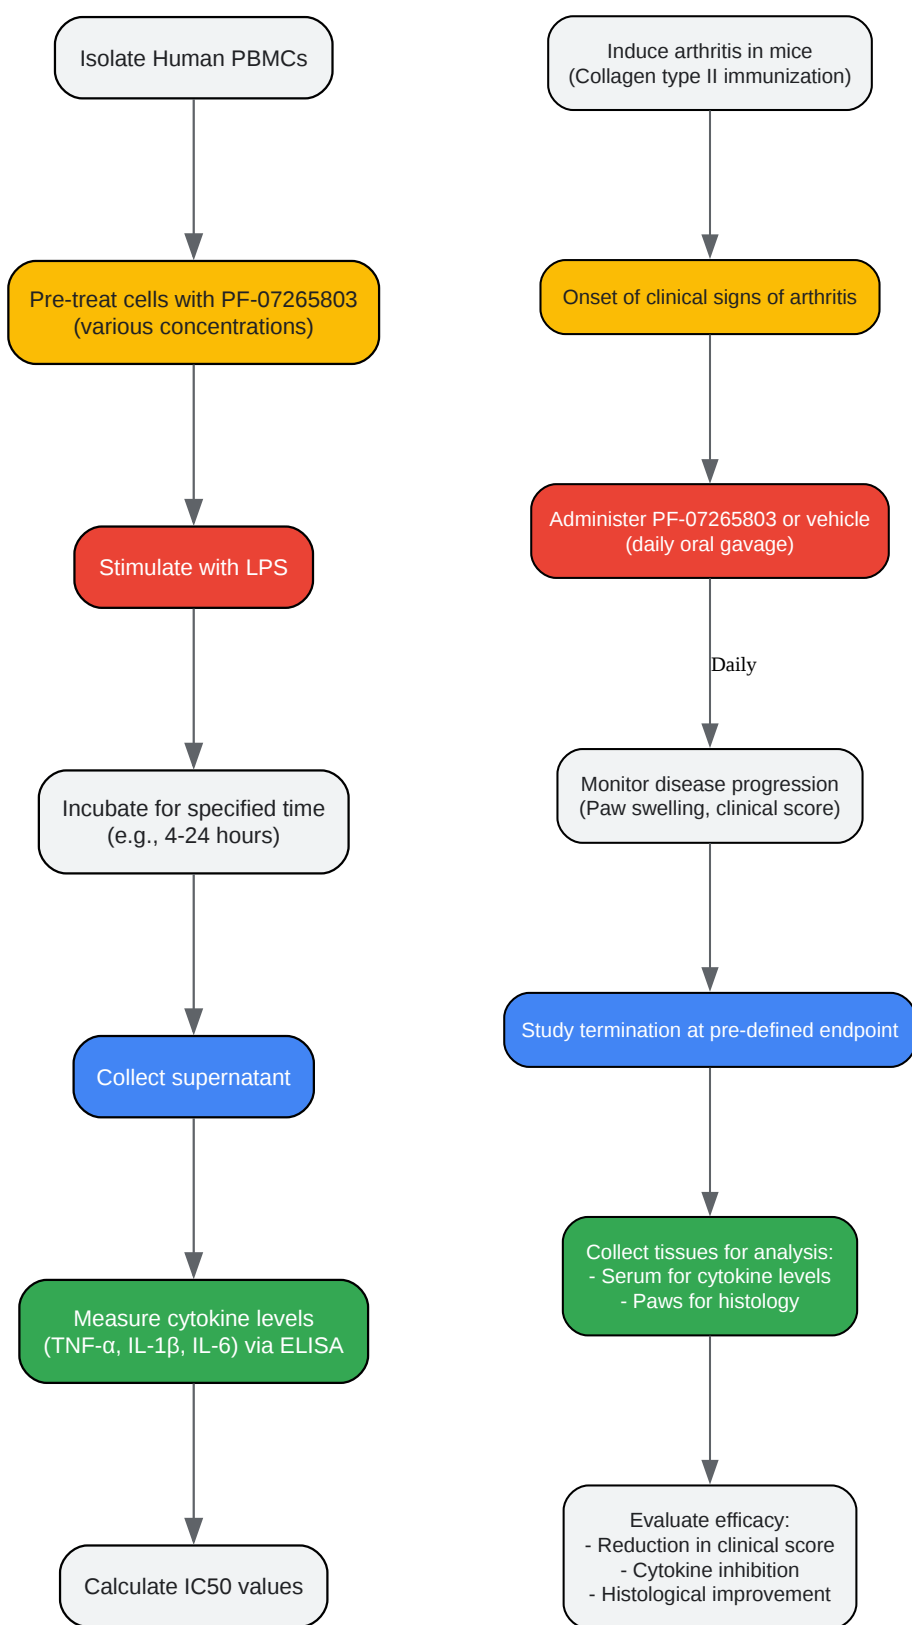 Isolate Human PBMCs
Pre-treat cells with PF-07265803
(various concentrations)
Stimulate with LPS
Incubate for specified time
(e.g., 4-24 hours)
Collect supernatant
Measure cytokine levels
(TNF-α, IL-1β, IL-6) via ELISA
Calculate IC50 values
Induce arthritis in mice
(Collagen type II immunization)
Onset of clinical signs of arthritis
Administer PF-07265803 or vehicle
(daily oral gavage)
Daily
Monitor disease progression
(Paw swelling, clinical score)
Study termination at pre-defined endpoint
Collect tissues for analysis:
- Serum for cytokine levels
- Paws for histology
Evaluate efficacy:
- Reduction in clinical score
- Cytokine inhibition
- Histological improvement